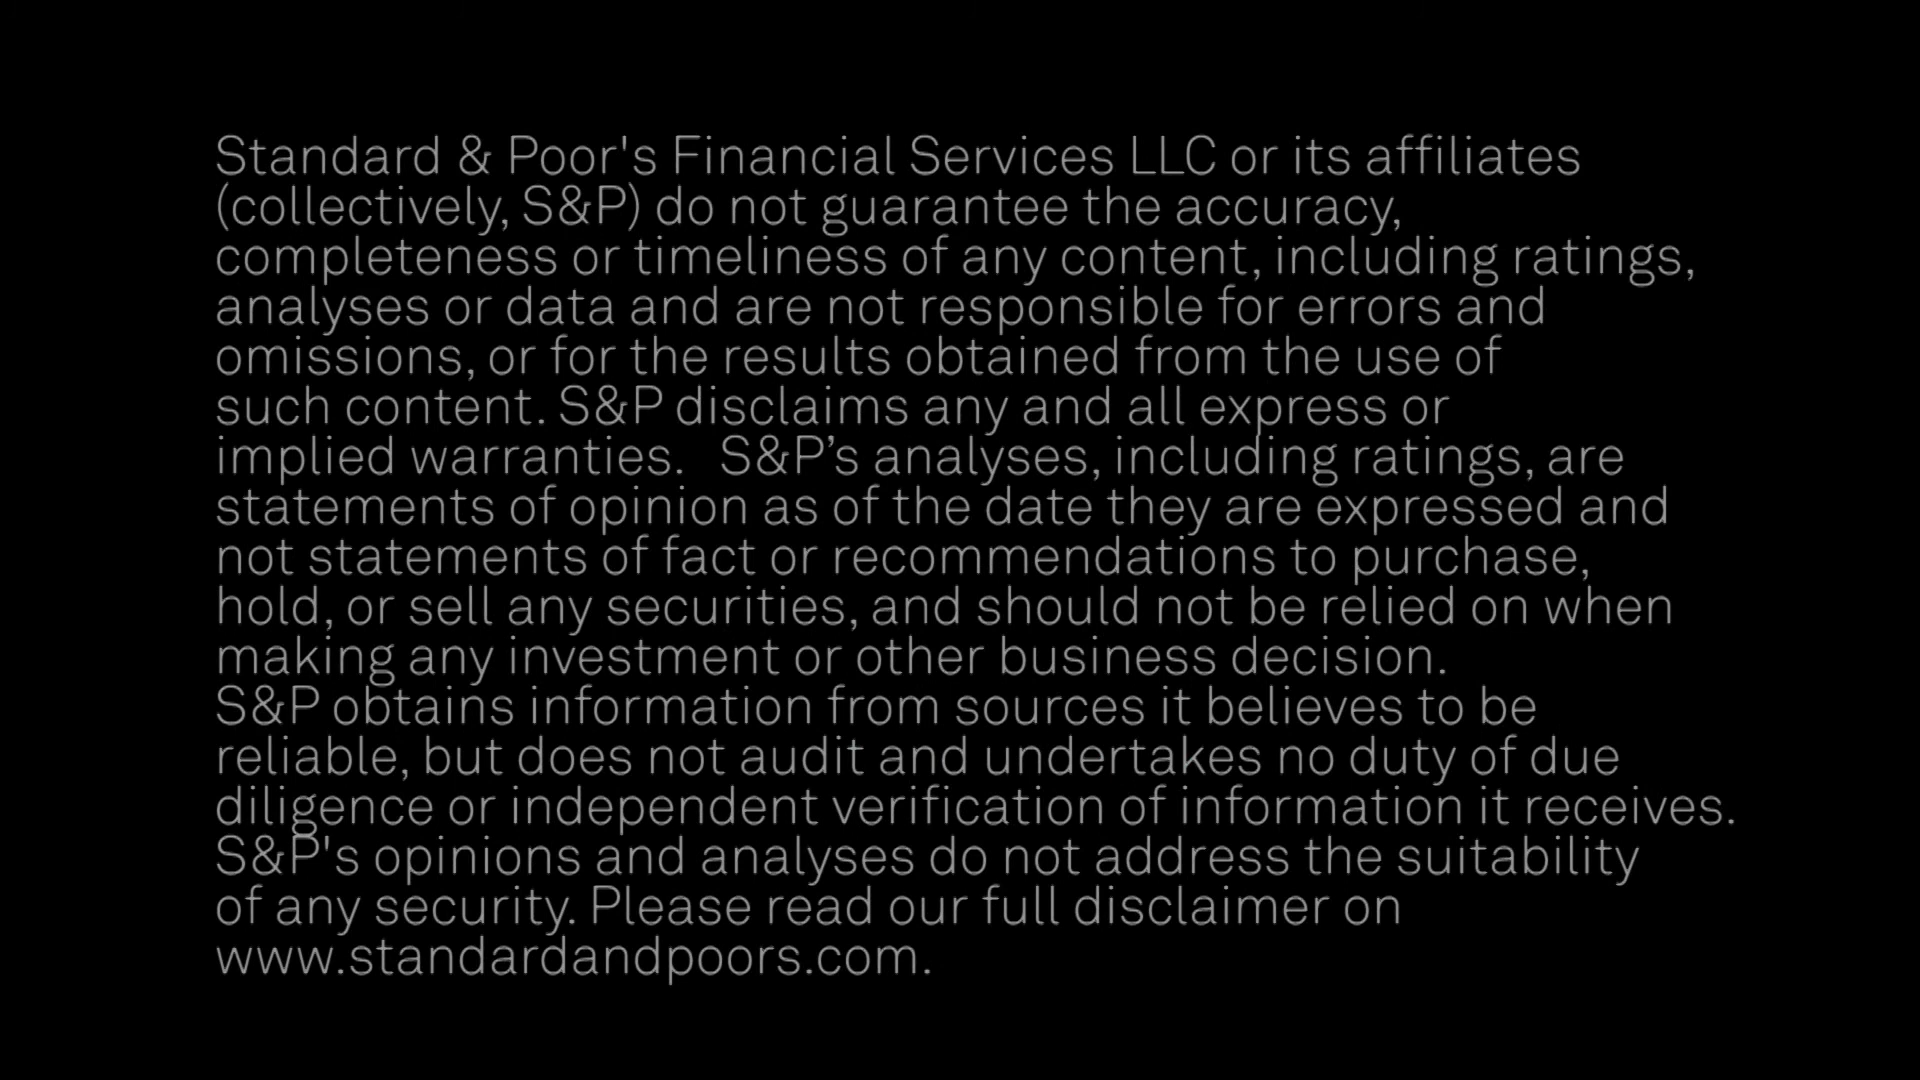 Standard & Poor's Financial Services LLC or its affiliates
(collectively, S&P) do not guarantee the accuracy,
completeness or timeliness of any content, including ratings,
analyses or data and are not responsible for errors and
omissions, or for the results obtained from the use of
such content. S&P disclaims any and all express or
implied warranties.   S&P’s analyses, including ratings, are
statements of opinion as of the date they are expressed and
not statements of fact or recommendations to purchase,
hold, or sell any securities, and should not be relied on when
making any investment or other business decision.
S&P obtains information from sources it believes to be
reliable, but does not audit and undertakes no duty of due
diligence or independent verification of information it receives.
S&P's opinions and analyses do not address the suitability
of any security. Please read our full disclaimer on
www.standardandpoors.com.